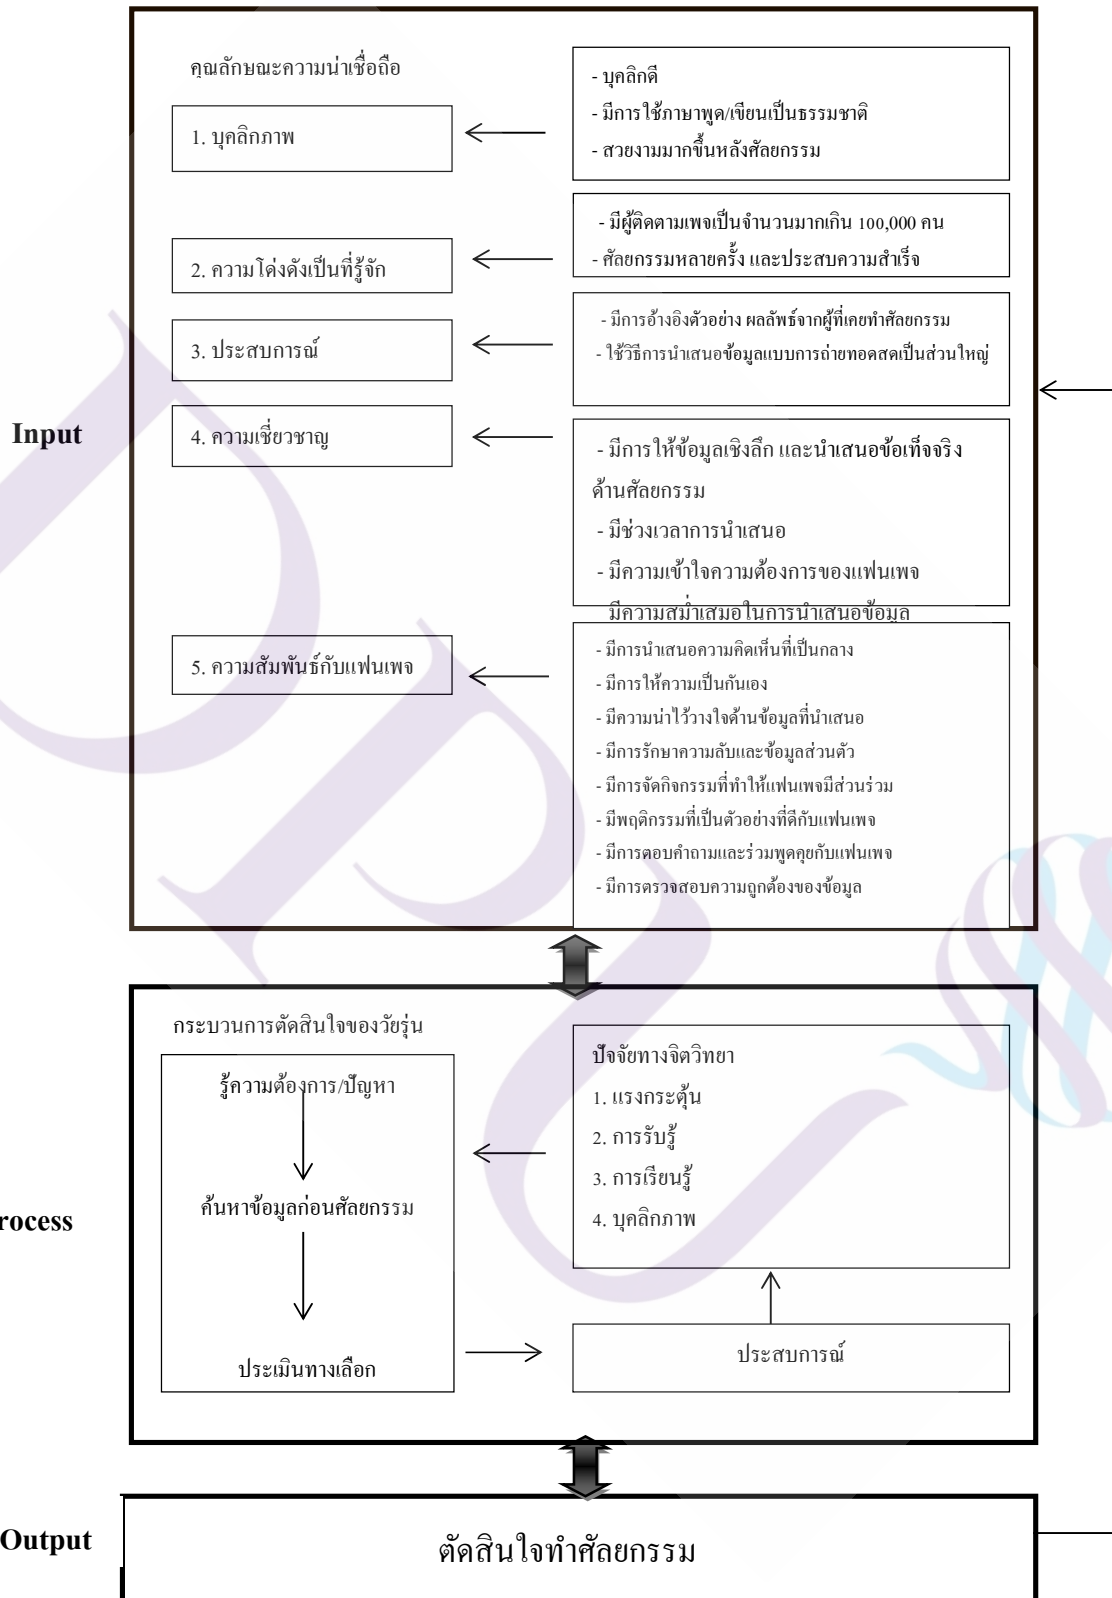 คุณลักษณะความน่าเชื่อถือ
1. บุคลิกภาพ
- บุคลิกดี
- มีการใช้ภาษาพูด/เขียนเป็นธรรมชาติ
- สวยงามมากขึ้นหลังศัลยกรรม
2. ความโด่งดังเป็นที่รู้จัก
- มีผู้ติดตามเพจเป็นจำนวนมากเกิน 100,000 คน
- ศัลยกรรมหลายครั้ง และประสบความสำเร็จ
3. ประสบการณ์
- มีการอ้างอิงตัวอย่าง ผลลัพธ์จากผู้ที่เคยทำศัลยกรรม
- ใช้วิธีการนำเสนอข้อมูลแบบการถ่ายทอดสดเป็นส่วนใหญ่
Input
4. ความเชี่ยวชาญ
- มีการให้ข้อมูลเชิงลึก และนำเสนอข้อเท็จจริง
ด้านศัลยกรรม
- มีช่วงเวลาการนำเสนอ
- มีความเข้าใจความต้องการของแฟนเพจ
มีความสม่ำเสมอในการนำเสนอข้อมูล
5. ความสัมพันธ์กับแฟนเพจ
- มีการนำเสนอความคิดเห็นที่เป็นกลาง
- มีการให้ความเป็นกันเอง
- มีความน่าไว้วางใจด้านข้อมูลที่นำเสนอ
- มีการรักษาความลับและข้อมูลส่วนตัว
- มีการจัดกิจกรรมที่ทำให้แฟนเพจมีส่วนร่วม
- มีพฤติกรรมที่เป็นตัวอย่างที่ดีกับแฟนเพจ
- มีการตอบคำถามและร่วมพูดคุยกับแฟนเพจ
- มีการตรวจสอบความถูกต้องของข้อมูล
กระบวนการตัดสินใจของวัยรุ่น
รู้ความต้องการ/ปัญหา
ค้นหาข้อมูลก่อนศัลยกรรม
ประเมินทางเลือก
ปัจจัยทางจิตวิทยา
1. แรงกระตุ้น
2. การรับรู้
3. การเรียนรู้
4. บุคลิกภาพ
rocess
ประสบการณ์
Output
ตัดสินใจทำศัลยกรรม